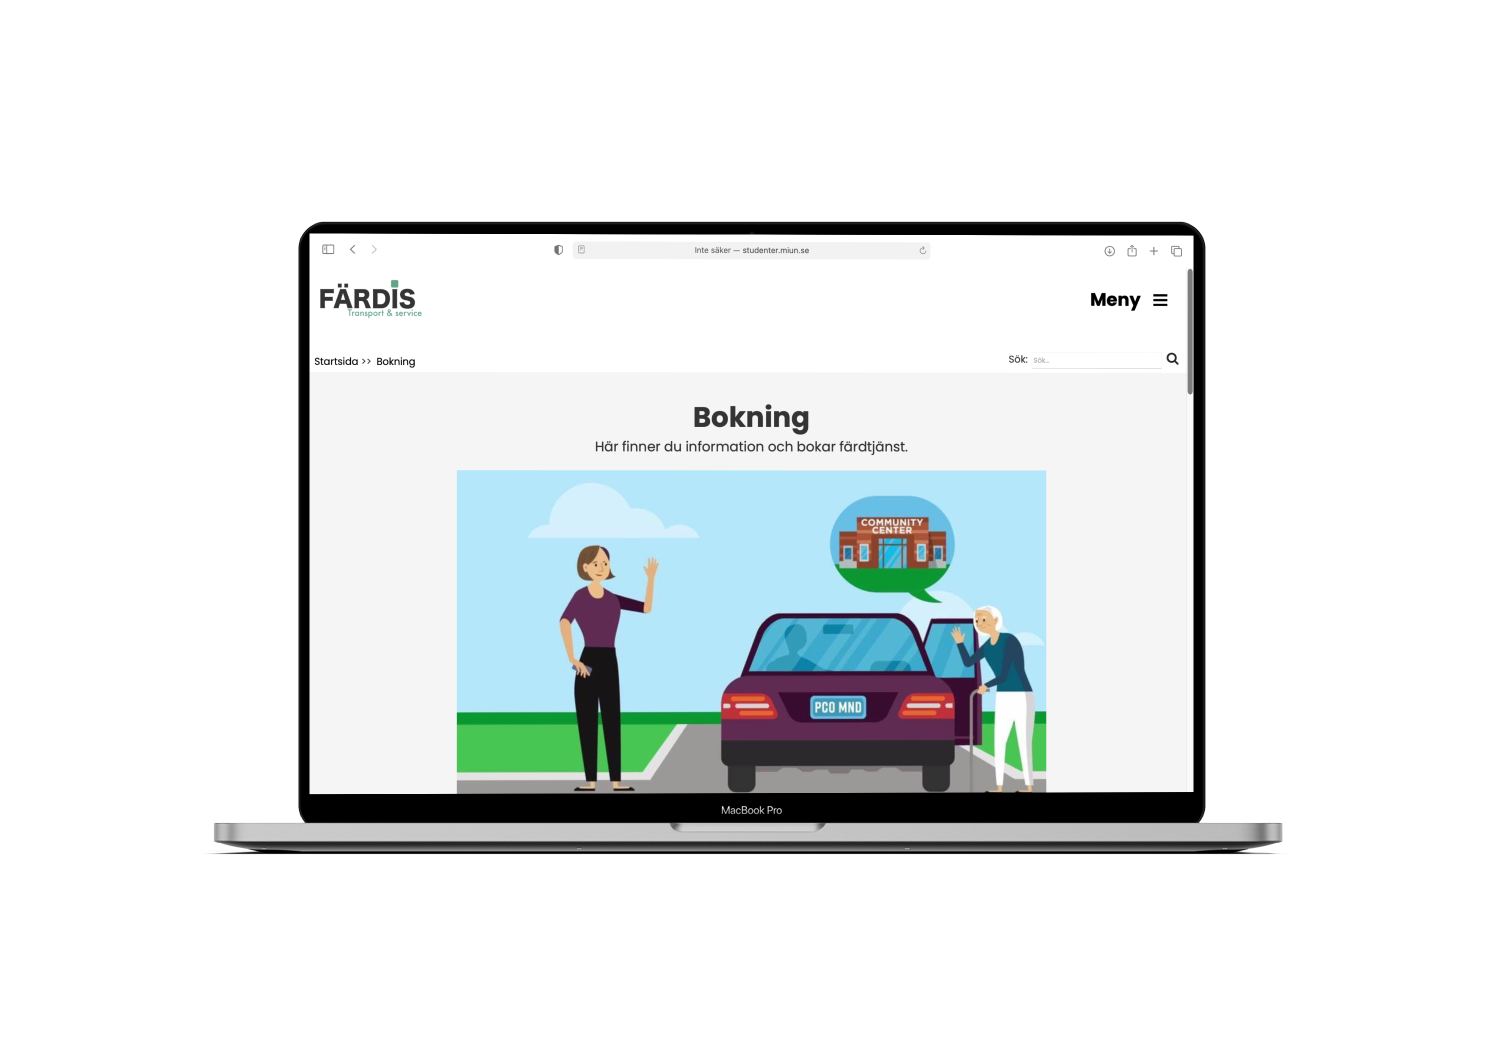 Inte säker — studenter.miun.se
FÄRDIS
Transport & service
Meny
Startsida >> Bokning
Sök: Sök...
Bokning
Här finner du information och bokar färdtjänst.
COMMUNITY
CENTER
PCO MND
MacBook Pro